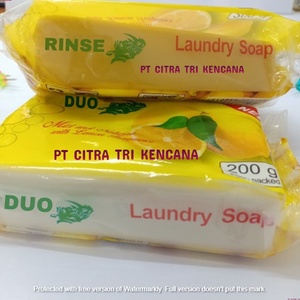 RINSE
Laundry Soap
PT CITRA TRI KENCANA
DUO
PT CITRA TRI KENCANA
200 g
packed
DUO
Laundry Soap
Protected with free version of Watermarkly. Full version doesn't put this mark.